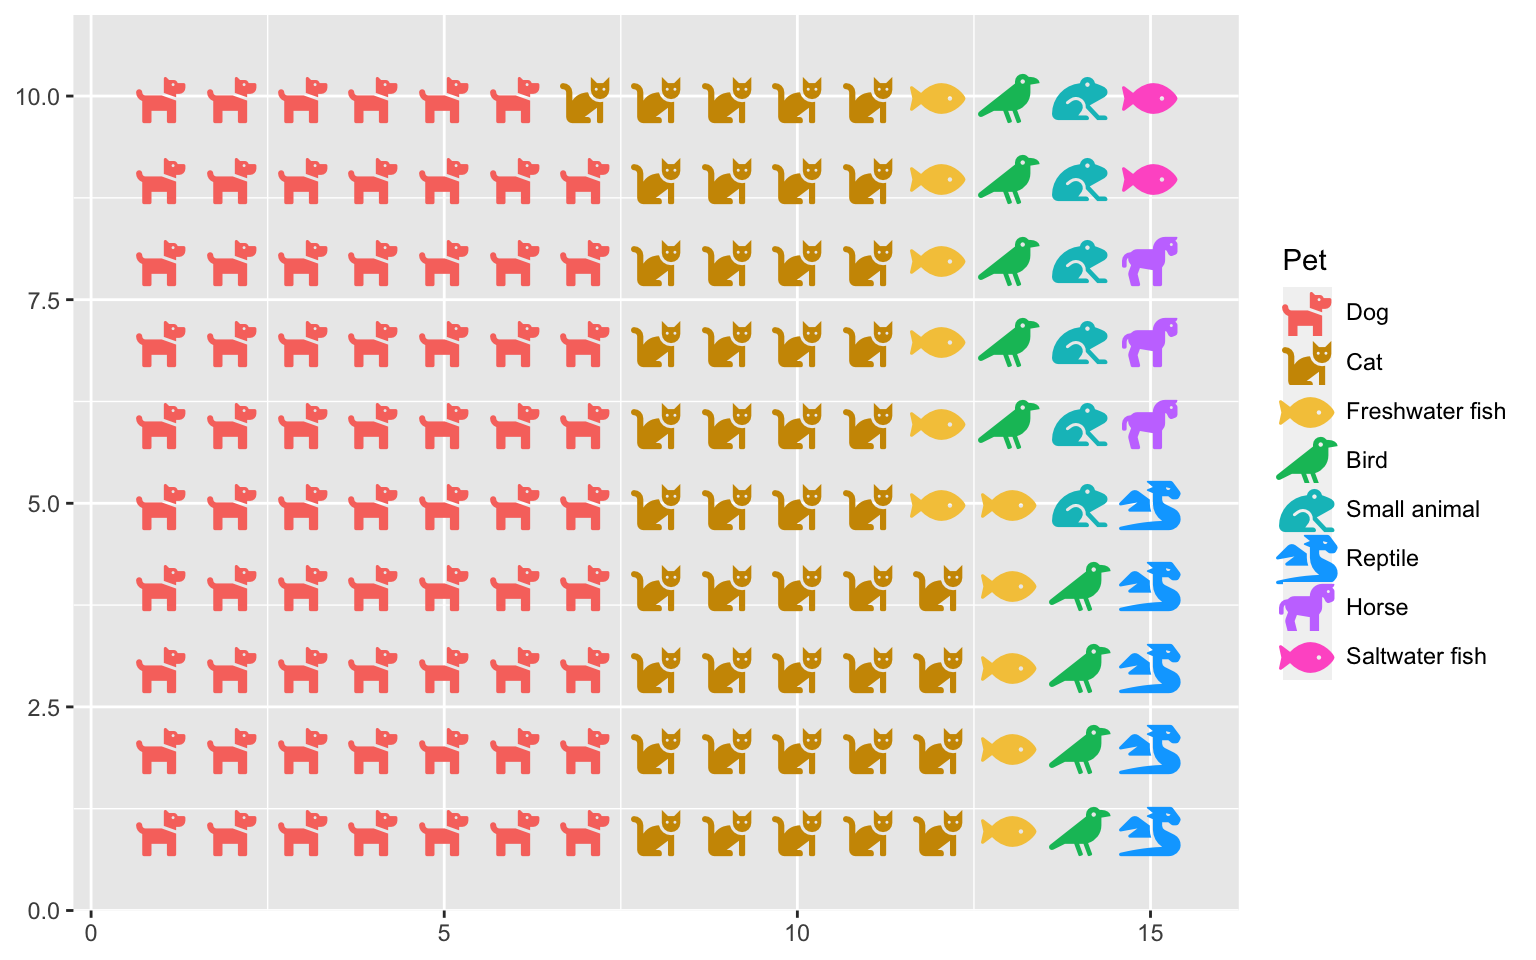 10.0
7.5
5.0
2.5
0.0
0 5 10 15
Pet
Dog
Cat
Freshwater fish
Bird
Small animal
Reptile
Horse
Saltwater fish